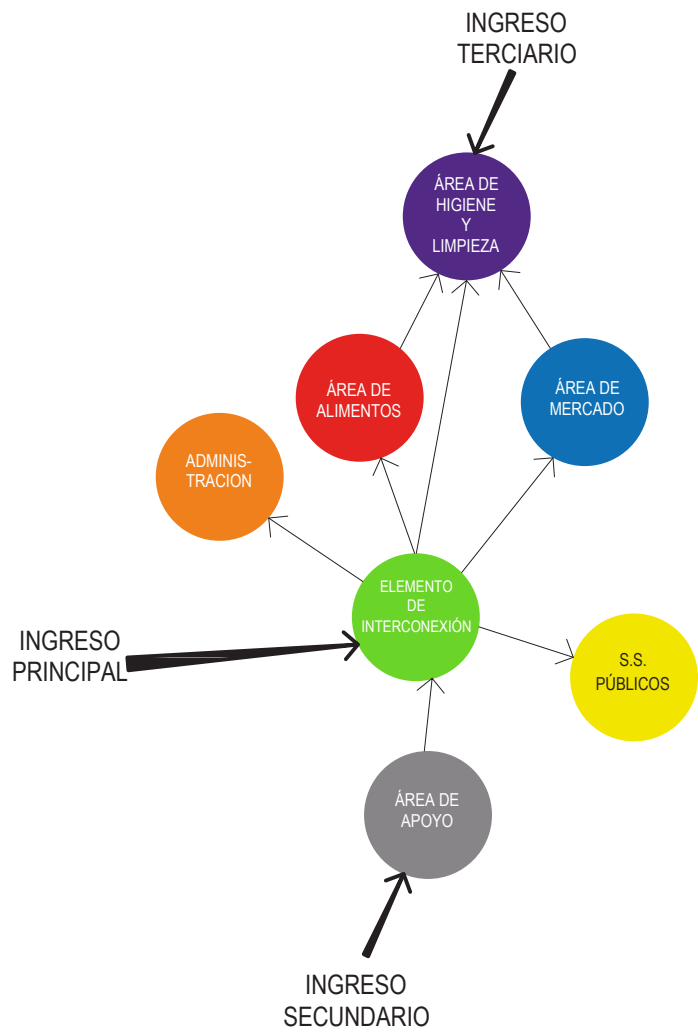 INGRESO
TERCIARIO
ÁREA DE
HIGIENE
Y
LIMPIEZA
ÁREA DE
ALIMENTOS
ÁREA DE
MERCADO
ADMINIS-
TRACION
ELEMENTO
DE
INTERCONEXIÓN
INGRESO
PRINCIPAL
S.S.
PÚBLICOS
ÁREA DE
APOYO
INGRESO
SECUNDARIO